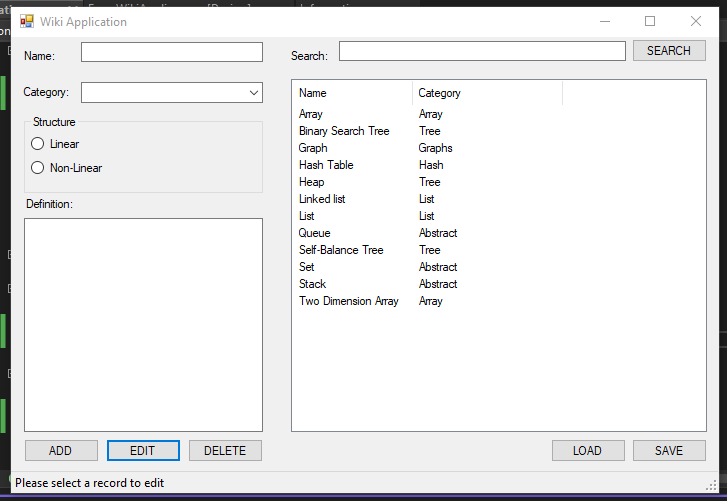 Wiki Application
Name:
Search:
SEARCH
Category:
Structure
Linear
Non-Linear
Definition:
Name Category
Array Array
Binary Search Tree Tree
Graph Graphs
Hash Table Hash
Heap Tree
Linked list List
List List
Queue Abstract
Self-Balance Tree Tree
Set Abstract
Stack Abstract
Two Dimension Array Array
ADD EDIT DELETE LOAD SAVE
Please select a record to edit